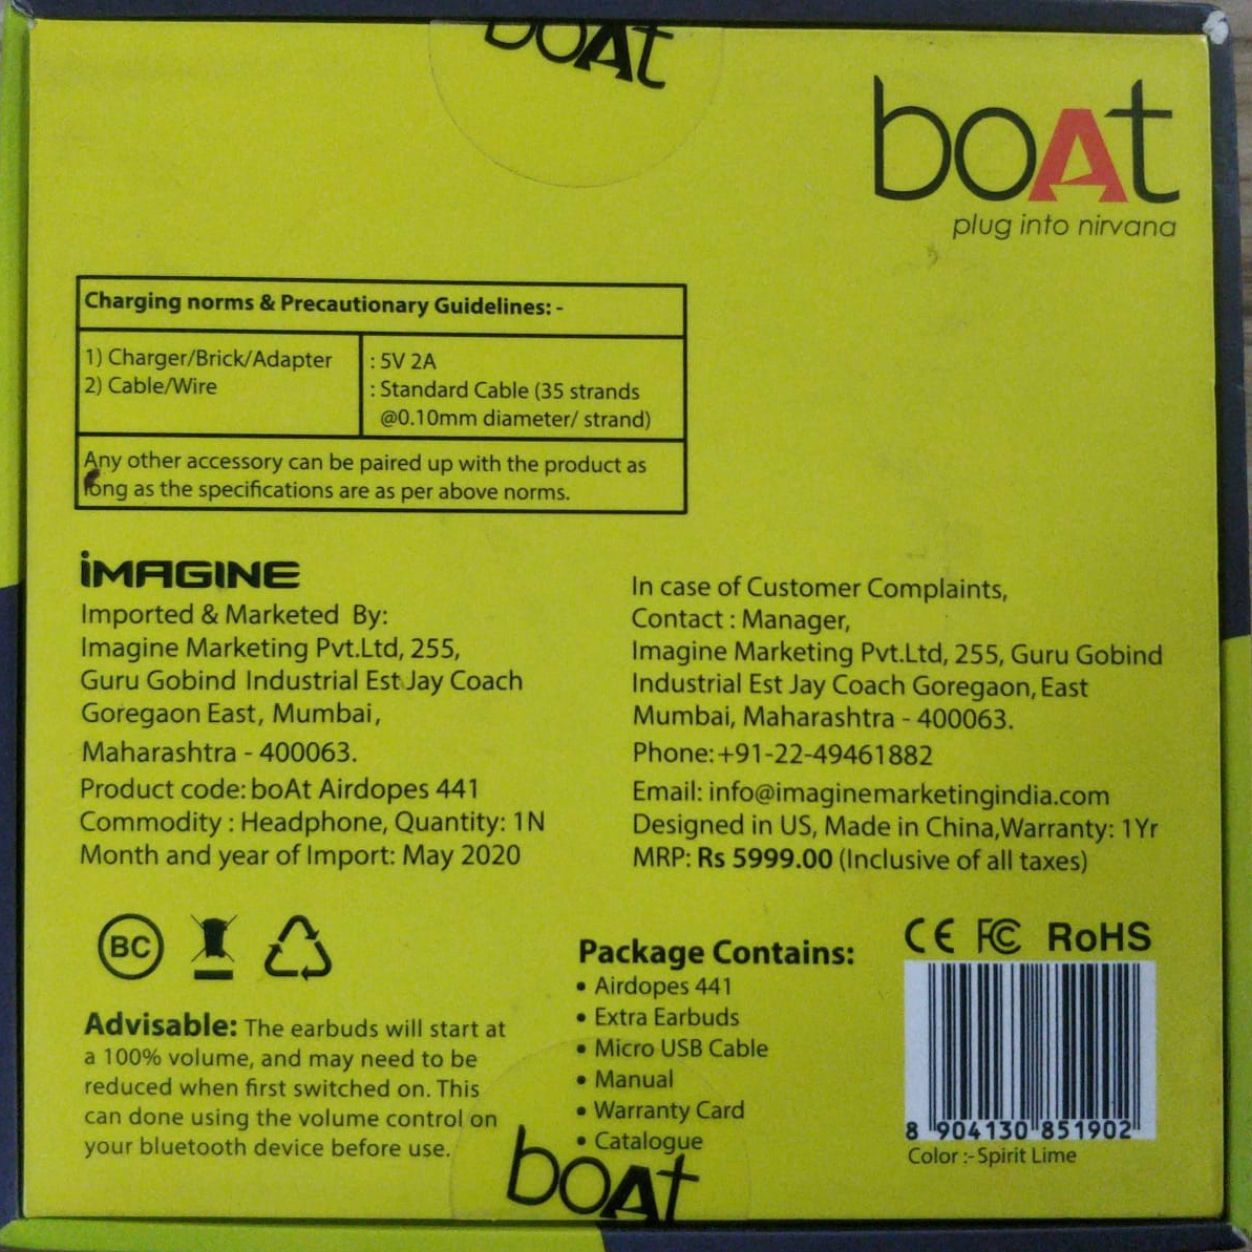 boAt
boAt
plug into nirvana
Charging norms & Precautionary Guidelines: -
1) Charger/Brick/Adapter : 5V 2A
2) Cable/Wire : Standard Cable (35 strands
@0.10mm diameter/ strand)
Any other accessory can be paired up with the product as
long as the specifications are as per above norms.
iMAGINE
Imported & Marketed By:
Imagine Marketing Pvt.Ltd, 255,
Guru Gobind Industrial Est Jay Coach
Goregaon East, Mumbai,
Maharashtra - 400063.
Product code: boAt Airdopes 441
Commodity : Headphone, Quantity: 1N
Month and year of Import: May 2020
In case of Customer Complaints,
Contact : Manager,
Imagine Marketing Pvt.Ltd, 255, Guru Gobind
Industrial Est Jay Coach Goregaon, East
Mumbai, Maharashtra - 400063.
Phone: +91-22-49461882
Email: info@imaginemarketingindia.com
Designed in US, Made in China,Warranty: 1Yr
MRP: Rs 5999.00 (Inclusive of all taxes)
BC
Advisable: The earbuds will start at
a 100% volume, and may need to be
reduced when first switched on. This
can done using the volume control on
your bluetooth device before use.
Package Contains:
• Airdopes 441
• Extra Earbuds
• Micro USB Cable
• Manual
• Warranty Card
• Catalogue
boAt
CE FC RoHS
8 904130 851902
Color :- Spirit Lime